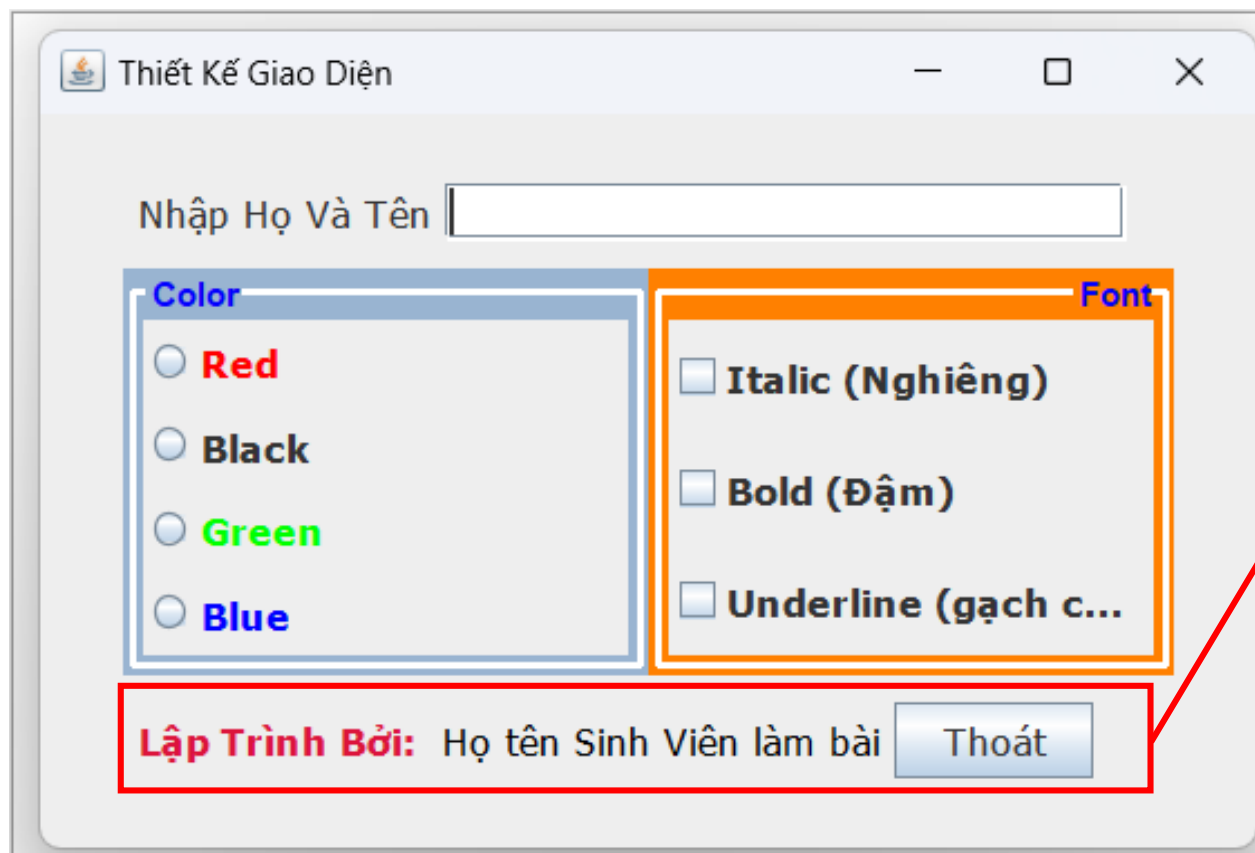 Thiết Kế Giao Diện
Nhập Họ Và Tên
Color
Red
Black
Green
Blue
Font
Italic (Nghiêng)
Bold (Đậm)
Underline (gạch c...
Lập Trình Bởi: Họ tên Sinh Viên làm bài Thoát